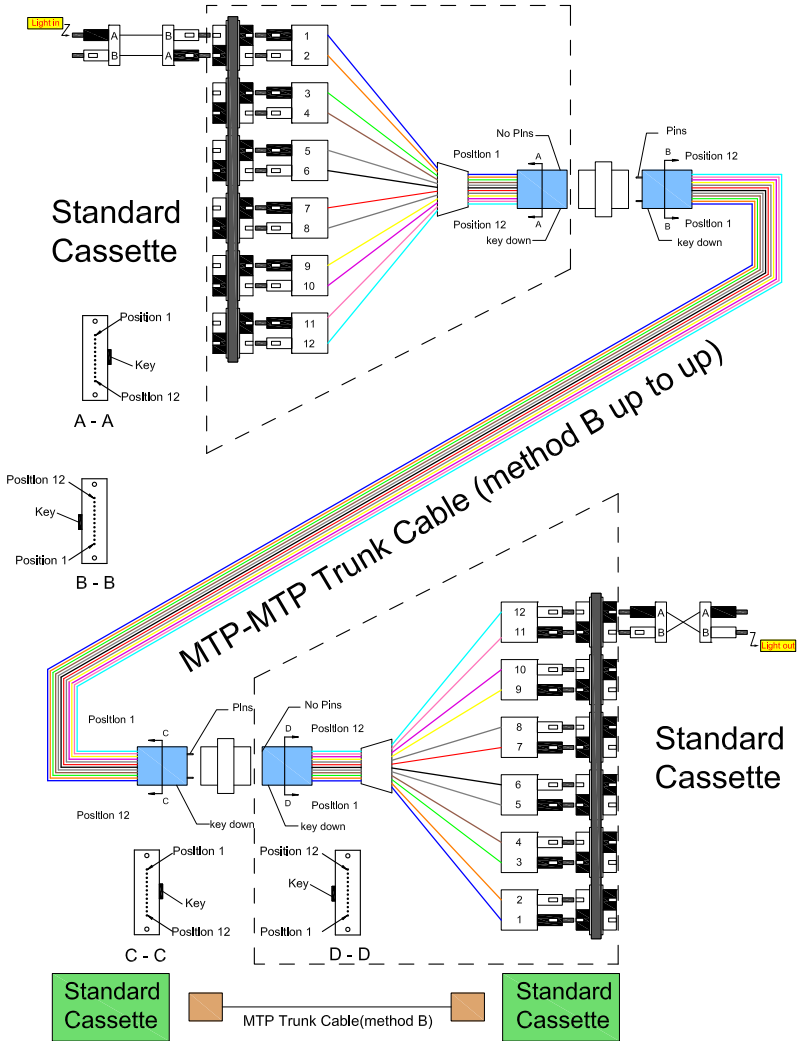 Light in
A
B
B
A
1
2
3
4
5
6
7
8
9
10
11
12
Standard
Cassette
Position 1
Position 12
No PIns
A
A
key down
Pins
B
B
Position 12
Position 1
key down
Position 1
Key
Position 12
A - A
Position 12
Key
Position 1
B - B
MTP-MTP Trunk Cable (method B up to up)
12
11
10
9
8
7
6
5
4
3
2
1
A
B
A
B
Light out
Standard
Cassette
Position 1
Position 12
C
C
PIns
key down
No Pins
D
D
Position 12
Position 1
key down
Position 1
Key
Position 12
C - C
Position 12
Key
Position 1
D - D
Standard
Cassette
MTP Trunk Cable(method B)
Standard
Cassette